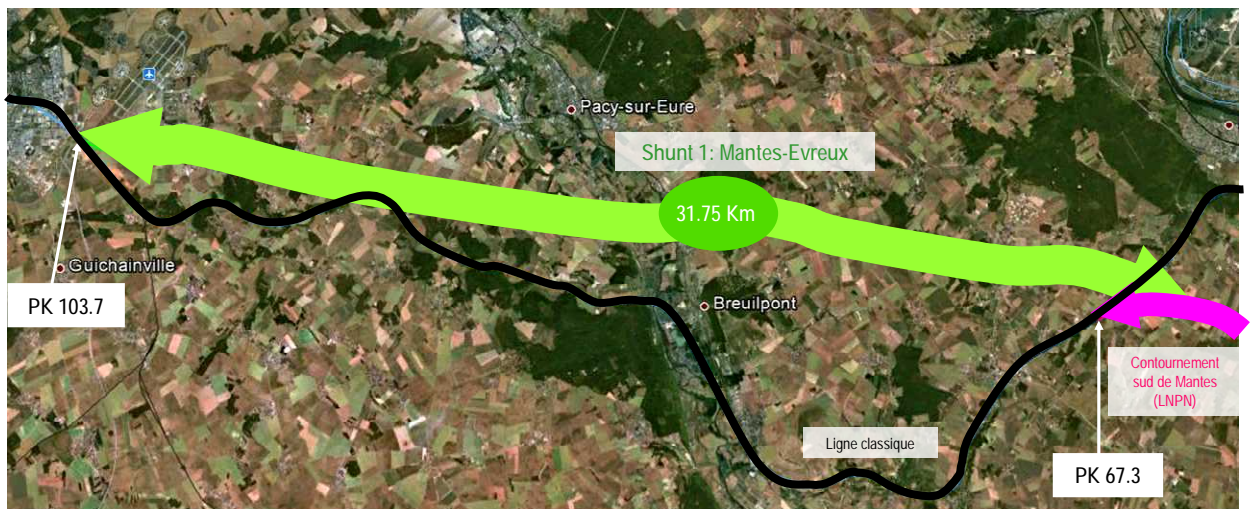 Pacy-sur-Eure
Shunt 1: Mantes-Evreux
31.75 Km
Guichainville
PK 103.7
Breuilpont
Contournement
sud de Mantes
(LNPN)
Ligne classique
PK 67.3